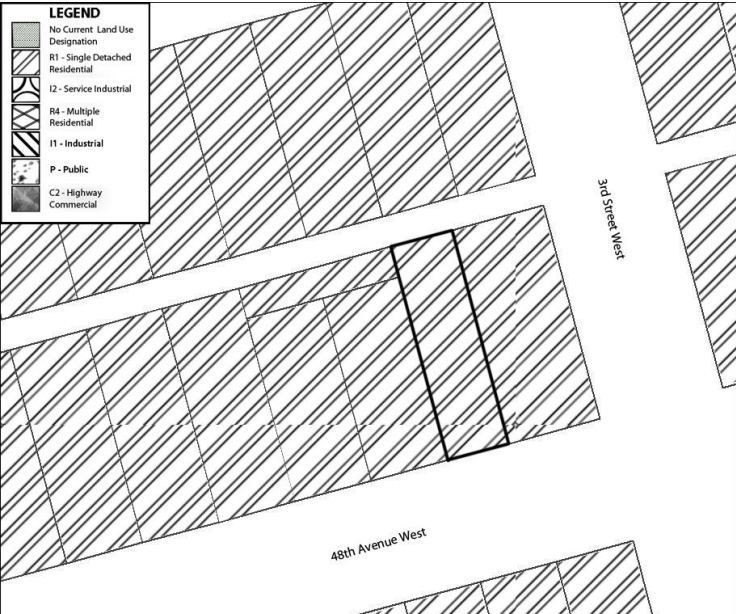 LEGEND
No Current Land Use
Designation
R1 - Single Detached
Residential
I2 - Service Industrial
R4 - Multiple
Residential
I1 - Industrial
P - Public
C2 - Highway
Commercial
3rd Street West
48th Avenue West